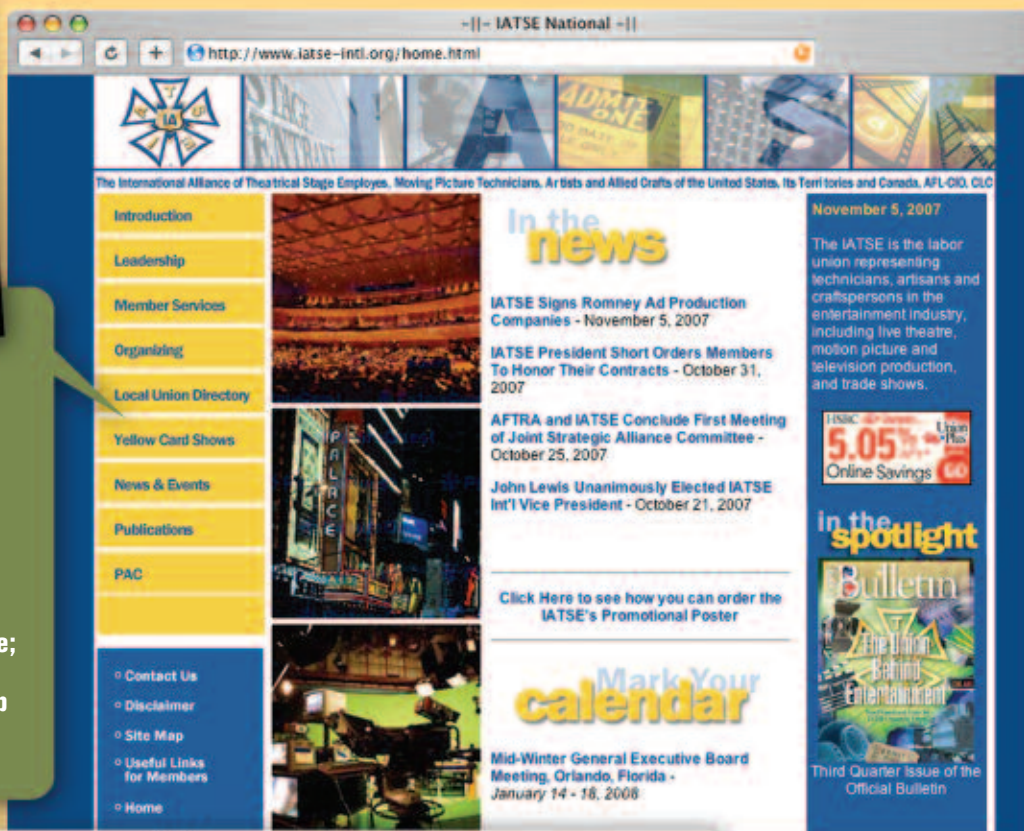 -||- IATSE National -||
http://www.iatse-intl.org/home.html
T
IA
S
I
A
STAGE
ENTRANCE
ADMIT
ONE
I A T S E
The International Alliance of Theatrical Stage Employes, Moving Picture Technicians, Artists and Allied Crafts of the United States, Its Territories and Canada, AFL-CIO, CLC
Introduction
Leadership
Member Services
Organizing
Local Union Directory
Yellow Card Shows
News & Events
Publications
PAC
e;
p
Contact Us
Disclaimer
Site Map
Useful Links
for Members
Home
PALACE
In the
news
IATSE Signs Romney Ad Production
Companies - November 5, 2007
IATSE President Short Orders Members
To Honor Their Contracts - October 31,
2007
AFTRA and IATSE Conclude First Meeting
of Joint Strategic Alliance Committee -
October 25, 2007
John Lewis Unanimously Elected IATSE
Int'l Vice President - October 21, 2007
Click Here to see how you can order the
IATSE's Promotional Poster
Mark Your
calendar
Mid-Winter General Executive Board
Meeting, Orlando, Florida -
January 14 - 18, 2008
November 5, 2007
The IATSE is the labor
union representing
technicians, artisans and
craftspersons in the
entertainment industry,
including live theatre,
motion picture and
television production,
and trade shows.
HSBC
Union
Plus
5.05%
Online Savings
GO
in the
spotlight
Bulletin
The Union
Behind
Entertainment
Third Quarter Issue of the
Official Bulletin